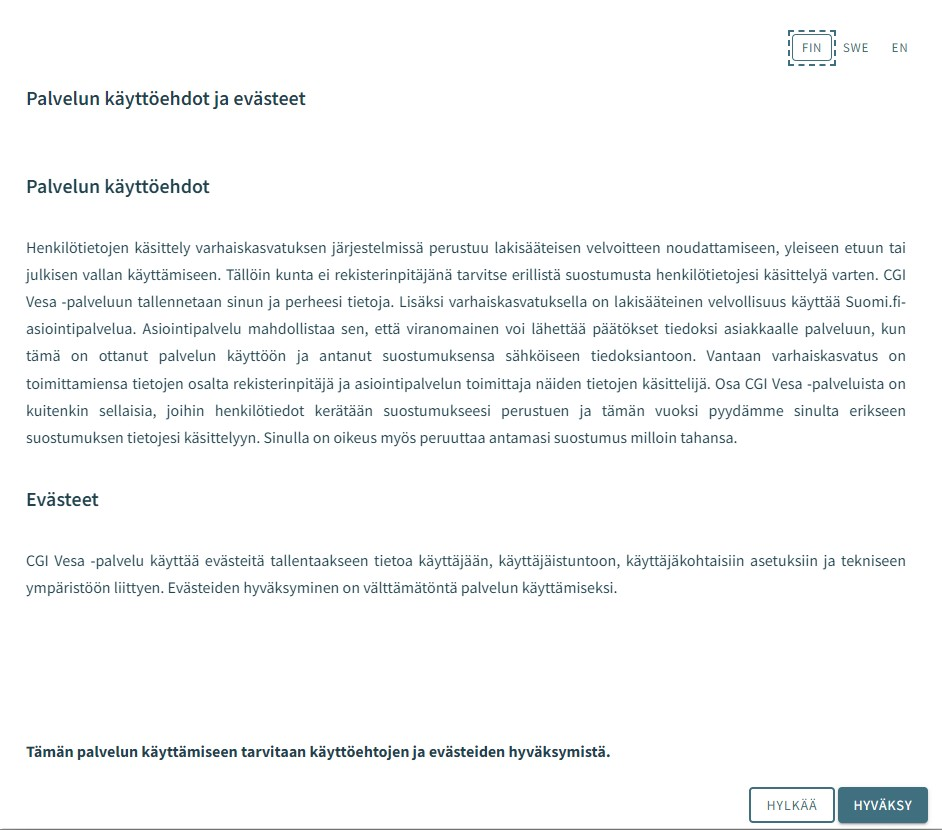 FIN SWE EN
Palvelun käyttöehdot ja evästeet
Palvelun käyttöehdot
Henkilötietojen käsittely varhaiskasvatuksen järjestelmissä perustuu lakisääteisen velvoitteen noudattamiseen, yleiseen etuun tai
julkisen vallan käyttämiseen. Tällöin kunta ei rekisterinpitäjänä tarvitse erillistä suostumusta henkilötietojesi käsittelyä varten. CGI
Vesa -palveluun tallennetaan sinun ja perheesi tietoja. Lisäksi varhaiskasvatuksella on lakisääteinen velvollisuus käyttää Suomi.fi-
asiointipalvelua. Asiointipalvelu mahdollistaa sen, että viranomainen voi lähettää päätökset tiedoksi asiakkaalle palveluun, kun
tämä on ottanut palvelun käyttöön ja antanut suostumuksensa sähköiseen tiedoksiantoon. Vantaan varhaiskasvatus on
toimittamiensa tietojen osalta rekisterinpitäjä ja asiointipalvelun toimittaja näiden tietojen käsittelijä. Osa CGI Vesa -palveluista on
kuitenkin sellaisia, joihin henkilötiedot kerätään suostumukseesi perustuen ja tämän vuoksi pyydämme sinulta erikseen
suostumuksen tietojesi käsittelyyn. Sinulla on oikeus myös peruuttaa antamasi suostumus milloin tahansa.
Evästeet
CGI Vesa -palvelu käyttää evästeitä tallentaakseen tietoa käyttäjään, käyttäjäistuntoon, käyttäjäkohtaisiin asetuksiin ja tekniseen
ympäristöön liittyen. Evästeiden hyväksyminen on välttämätöntä palvelun käyttämiseksi.
Tämän palvelun käyttämiseen tarvitaan käyttöehtojen ja evästeiden hyväksymistä.
HYLKÄÄ HYVÄKSY